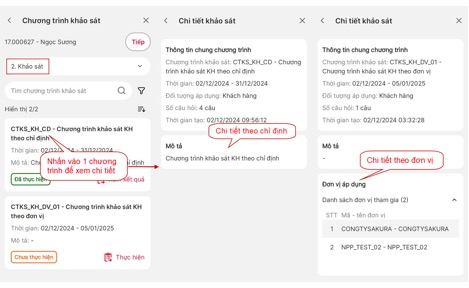 Chương trình khảo sát
17.000627 - Ngọc Sương
Tiếp
2. Khảo sát
Tìm chương trình khảo sát
Hiển thị 2/2
CTKS_KH_CD - Chương trình khảo sát KH
theo chỉ định
Thời gian: 02/12/2024 - 31/12/2024
Mô tả: Chương trình khảo sát KH theo chỉ định
Đã thực hiện
Xem kết quả
Nhấn vào 1 chương
trình để xem chi tiết
CTKS_KH_DV_01 - Chương trình khảo sát KH
theo đơn vị
Thời gian: 02/12/2024 - 05/01/2025
Mô tả: -
Chưa thực hiện
Thực hiện
Chi tiết khảo sát
Thông tin chung chương trình
Chương trình khảo sát: CTKS_KH_CD - Chương
trình khảo sát KH theo chỉ định
Thời gian: 02/12/2024 - 31/12/2024
Đối tượng áp dụng: Khách hàng
Số câu hỏi: 4 câu
Thời gian tạo: 02/12/2024 09:56:12
Chi tiết theo chỉ định
Mô tả
Chương trình khảo sát KH theo chỉ định
Chi tiết khảo sát
Thông tin chung chương trình
Chương trình khảo sát: CTKS_KH_DV_01 - Chương
trình khảo sát KH theo đơn vị
Thời gian: 02/12/2024 - 05/01/2025
Đối tượng áp dụng: Khách hàng
Số câu hỏi: 1 câu
Thời gian tạo: 02/12/2024 03:32:28
Mô tả
-
Chi tiết theo đơn vị
Đơn vị áp dụng
Danh sách đơn vị tham gia (2)
STT Mã - tên đơn vị
1 CONGTYSAKURA - CONGTYSAKURA
2 NPP_TEST_02 - NPP_TEST_02